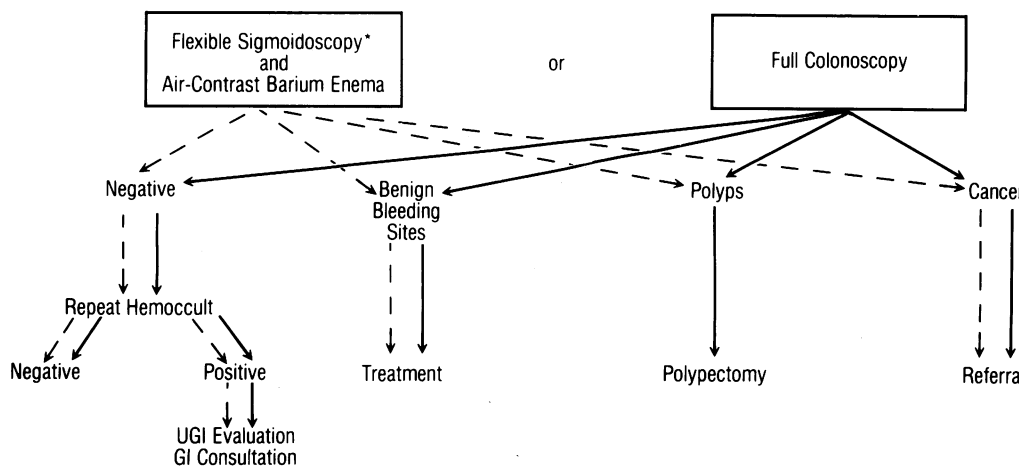 Flexible Sigmoidoscopy*
and
Air-Contrast Barium Enema
or
Full Colonoscopy
Negative
Benign
Bleeding
Sites
Polyps
Cancer
Repeat Hemoccult
Negative
Positive
Treatment
Polypectomy
Referra
UGI Evaluation
GI Consultation